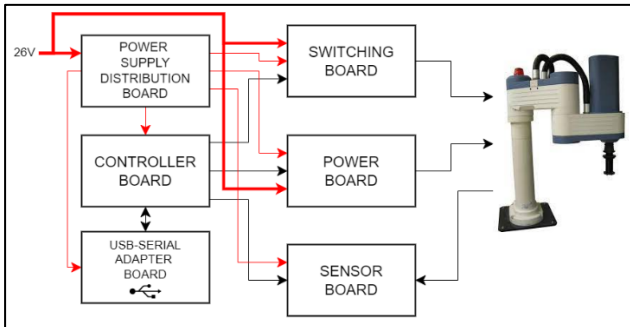 26V
POWER
SUPPLY
DISTRIBUTION
BOARD
SWITCHING
BOARD
CONTROLLER
BOARD
POWER
BOARD
USB-SERIAL
ADAPTER
BOARD
SENSOR
BOARD